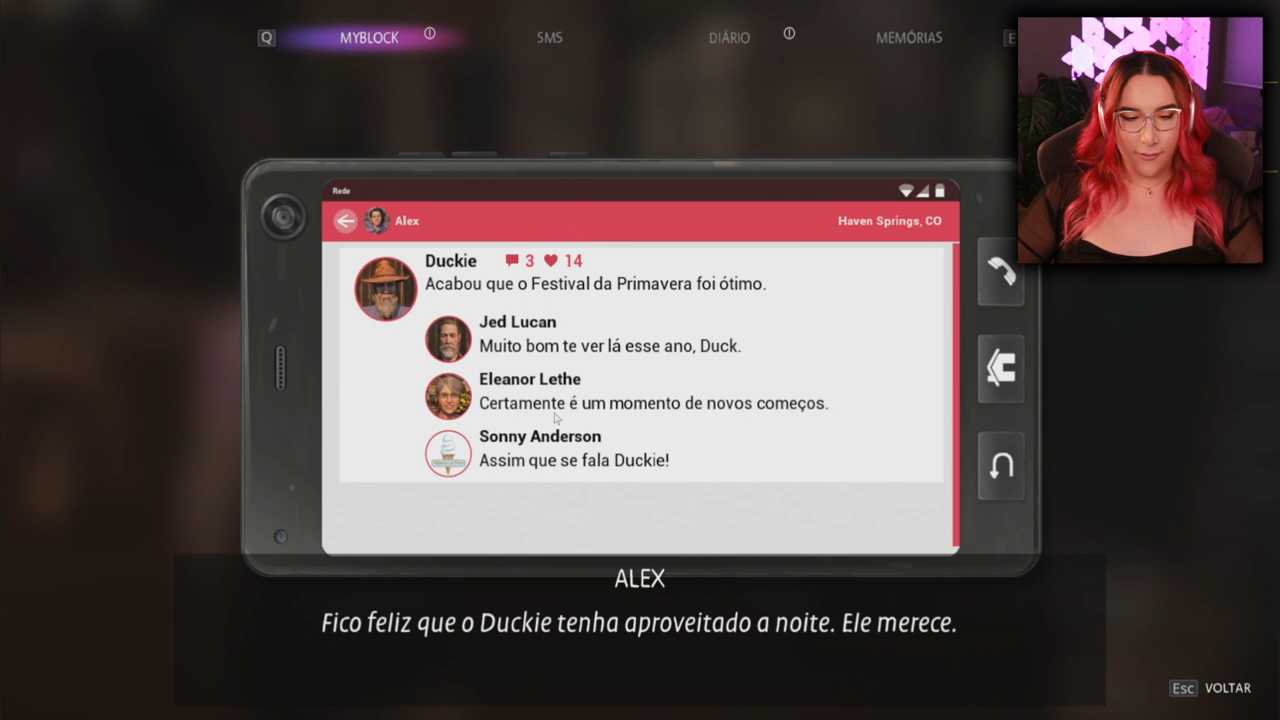 Q MYBLOCK SMS DIÁRIO MEMÓRIAS E
Rede
Alex Haven Springs, CO
Duckie 3 14
Acabou que o Festival da Primavera foi ótimo.
Jed Lucan
Muito bom te ver lá esse ano, Duck.
Eleanor Lethe
Certamente é um momento de novos começos.
Sonny Anderson
Assim que se fala Duckie!
ALEX
Fico feliz que o Duckie tenha aproveitado a noite. Ele merece.
Esc VOLTAR